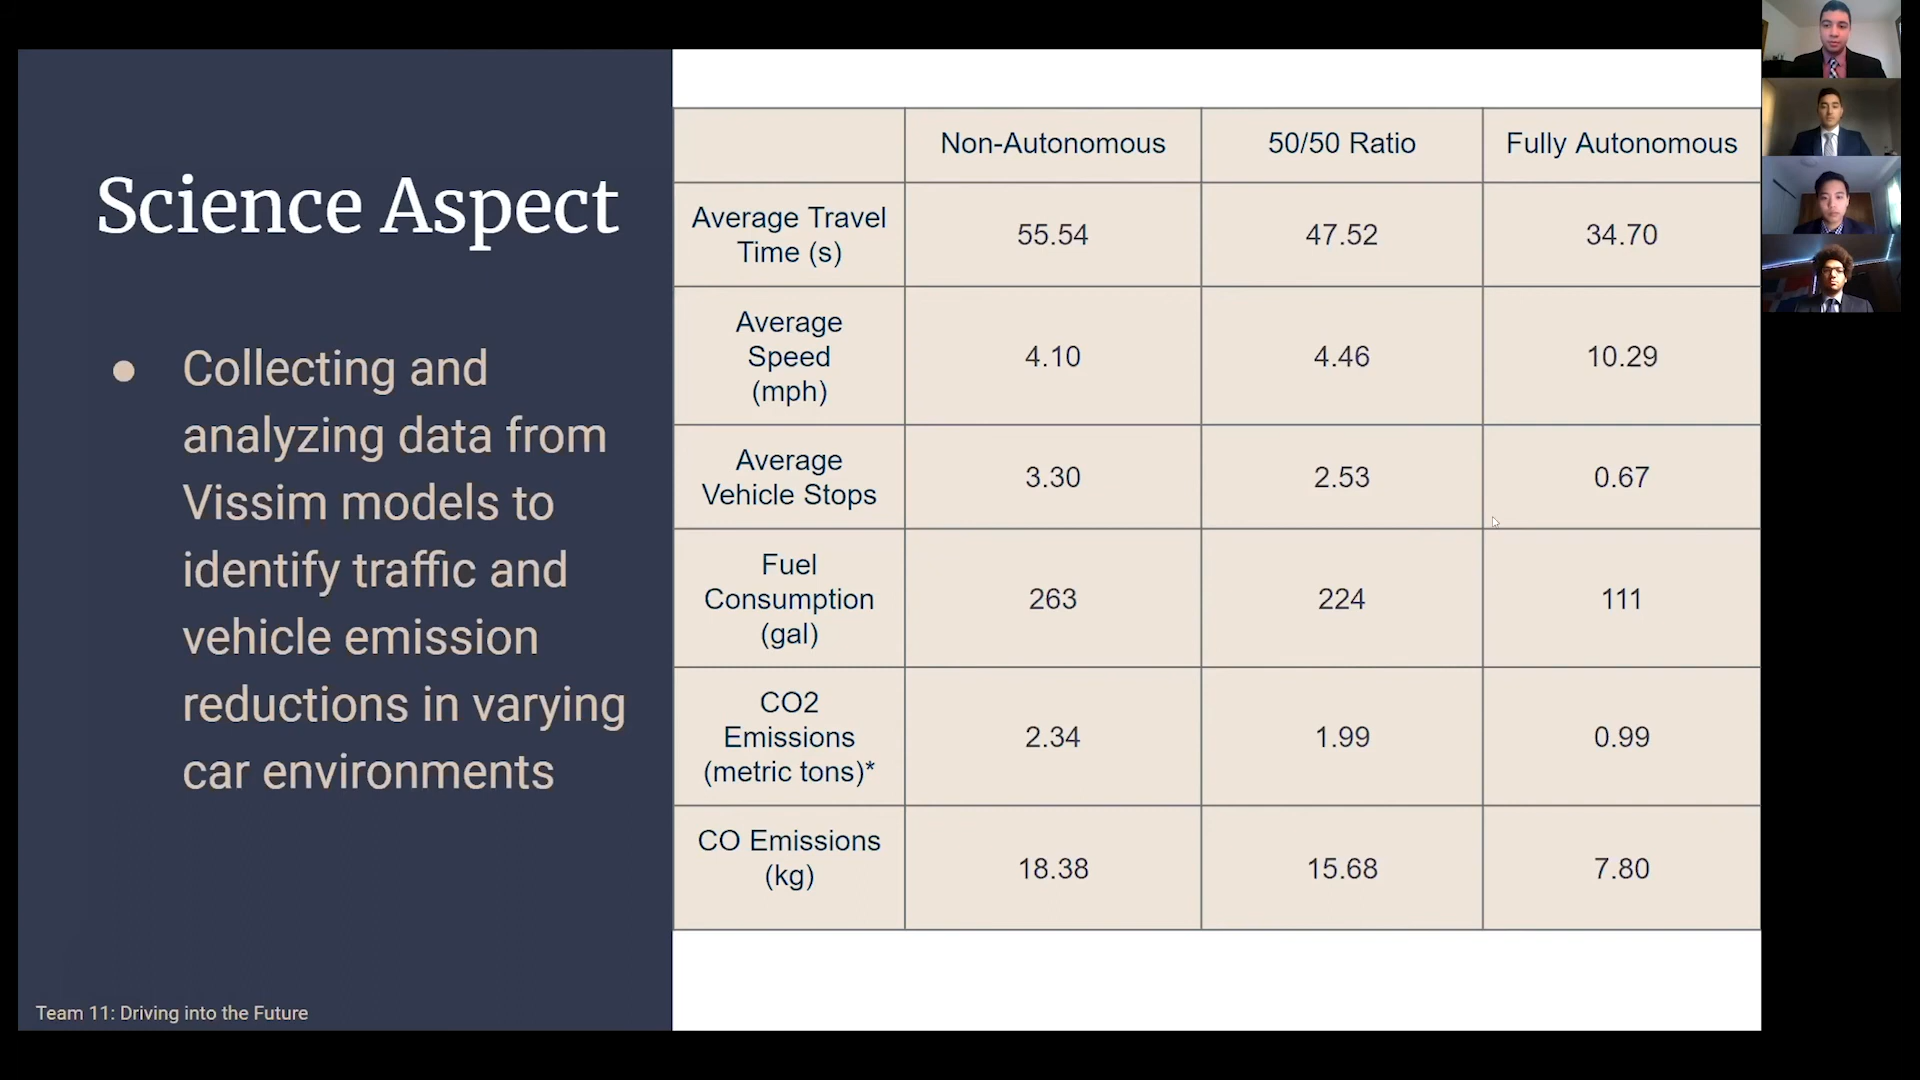 Science Aspect
● Collecting and
analyzing data from
Vissim models to
identify traffic and
vehicle emission
reductions in varying
car environments
Team 11: Driving into the Future
Non-Autonomous 50/50 Ratio Fully Autonomous
Average Travel
Time (s) 55.54 47.52 34.70
Average
Speed 4.10 4.46 10.29
(mph)
Average
Vehicle Stops 3.30 2.53 0.67
Fuel
Consumption 263 224 111
(gal)
CO2
Emissions 2.34 1.99 0.99
(metric tons)*
CO Emissions
(kg) 18.38 15.68 7.80